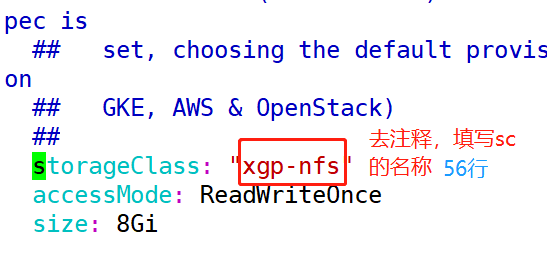 pec is
##   set, choosing the default provisi
on
##   GKE, AWS & OpenStack)
##
storageClass: "xgp-nfs"
accessMode: ReadWriteOnce
size: 8Gi
去注释，填写sc
的名称 56行